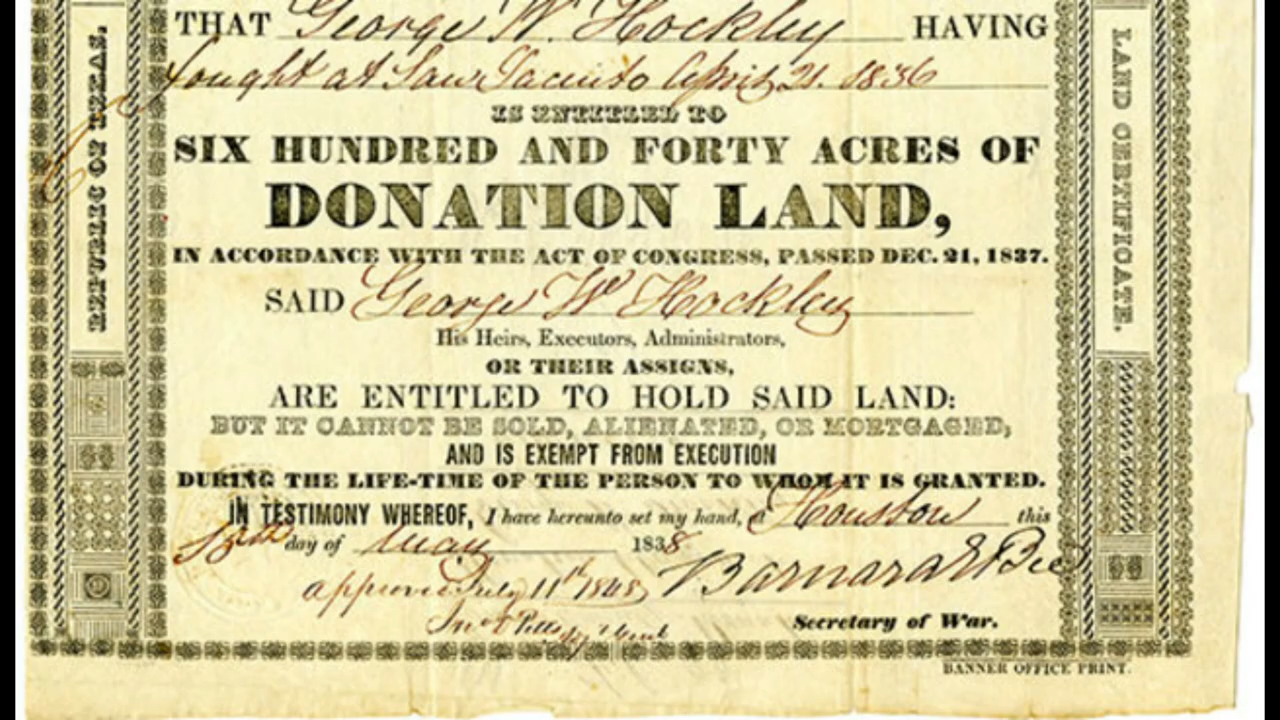 THAT George W. Hockley HAVING
fought at San Jacinto April 21. 1836
IS ENTITLED TO
SIX HUNDRED AND FORTY ACRES OF
DONATION LAND,
IN ACCORDANCE WITH THE ACT OF CONGRESS, PASSED DEC. 21, 1837.
SAID George W Hockley
His Heirs, Executors, Administrators,
OR THEIR ASSIGNS,
ARE ENTITLED TO HOLD SAID LAND:
BUT IT CANNOT BE SOLD, ALIENATED, OR MORTGAGED,
AND IS EXEMPT FROM EXECUTION
DURING THE LIFE-TIME OF THE PERSON TO WHOM IT IS GRANTED.
IN TESTIMONY WHEREOF, I have hereunto set my hand, at Houston this
day of May 1838
approved July 11th 1848 Barnard E Bee
Secretary of War.
BANNER OFFICE PRINT.
REPUBLIC OF TEXAS.
LAND CERTIFICATE.